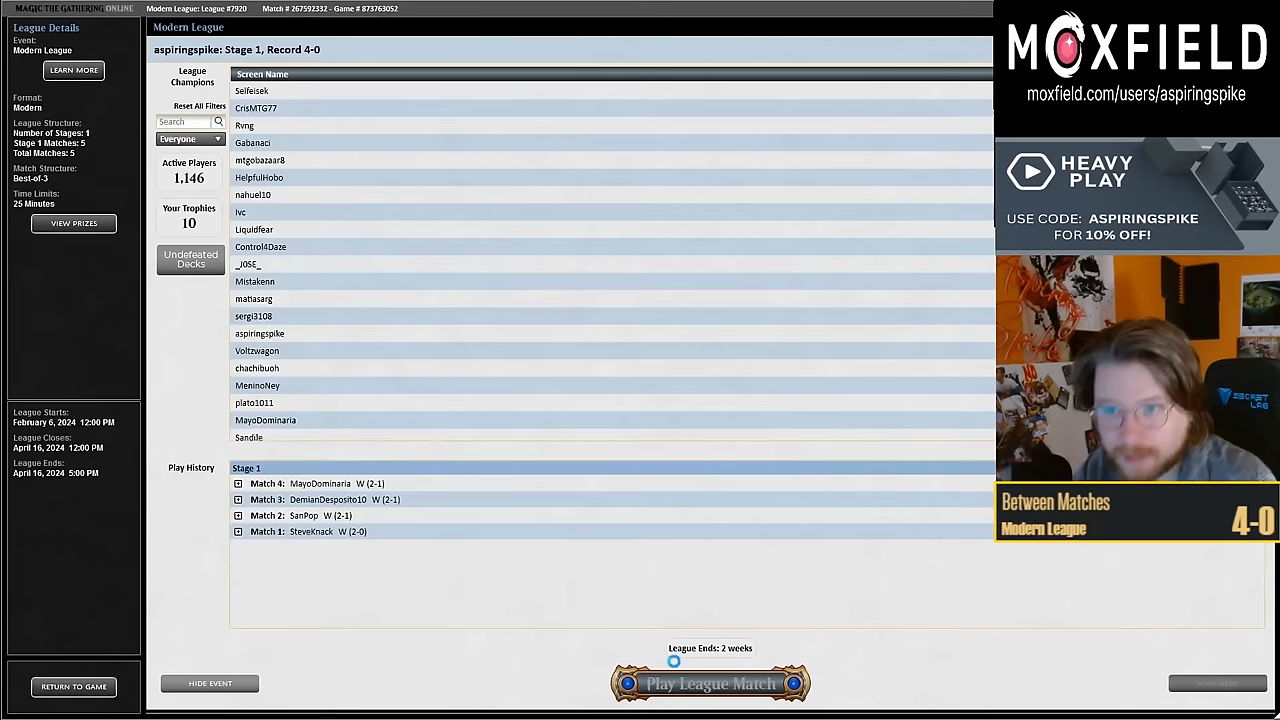 MAGIC THE GATHERING ONLINE
Modern League: League #7920
Match # 267592332 - Game # 873763052
League Details
Event:
Modern League
LEARN MORE
Format:
Modern
League Structure:
Number of Stages: 1
Stage 1 Matches: 5
Total Matches: 5
Match Structure:
Best-of-3
Time Limits:
25 Minutes
VIEW PRIZES
League Starts:
February 6, 2024 12:00 PM
League Closes:
April 16, 2024 12:00 PM
League Ends:
April 16, 2024 5:00 PM
RETURN TO GAME
Modern League
aspiringspike: Stage 1, Record 4-0
League
Champions
Reset All Filters
Search
Everyone
Active Players
1,146
Your Trophies
10
Undefeated
Decks
Screen Name
Selfeisek
CrisMTG77
Rvng
Gabanaci
mtgobazaar8
HelpfulHobo
nahuel10
Ivc
Liquidfear
Control4Daze
_J0SE_
Mistakenn
matiasarg
sergi3108
aspiringspike
Voltzwagon
chachibuoh
MeninoNey
plato1011
MayoDominaria
Sandile
Play History
Stage 1
Match 4: MayoDominaria W (2-1)
Match 3: DemianDesposito10 W (2-1)
Match 2: SanPop W (2-1)
Match 1: SteveKnack W (2-0)
League Ends: 2 weeks
HIDE EVENT
Play League Match
MOXFIELD
moxfield.com/users/aspiringspike
HEAVY
PLAY
USE CODE: ASPIRINGSPIKE
FOR 10% OFF!
SECRET
LAB
Between Matches
Modern League
4-0